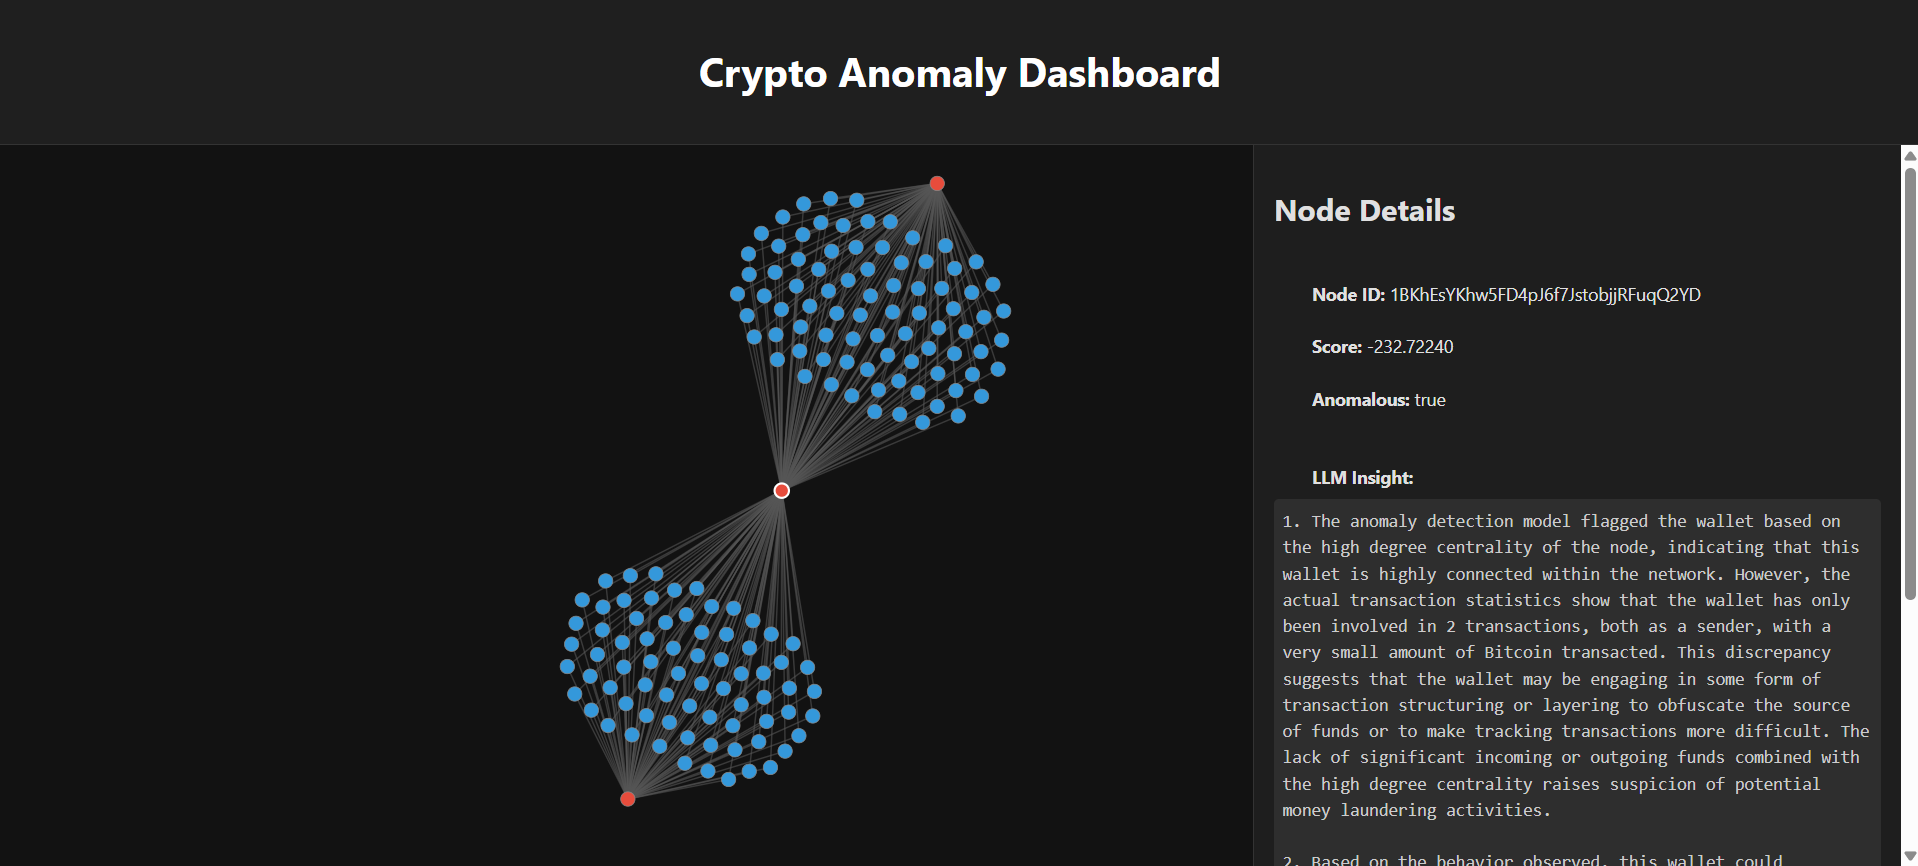 Crypto Anomaly Dashboard
Node Details
Node ID: 1BKhEsYKhw5FD4pJ6f7JstobjjRFuqQ2YD
Score: -232.72240
Anomalous: true
LLM Insight:
1. The anomaly detection model flagged the wallet based on
the high degree centrality of the node, indicating that this
wallet is highly connected within the network. However, the
actual transaction statistics show that the wallet has only
been involved in 2 transactions, both as a sender, with a
very small amount of Bitcoin transacted. This discrepancy
suggests that the wallet may be engaging in some form of
transaction structuring or layering to obfuscate the source
of funds or to make tracking transactions more difficult. The
lack of significant incoming or outgoing funds combined with
the high degree centrality raises suspicion of potential
money laundering activities.
2. Based on the behavior observed, this wallet could